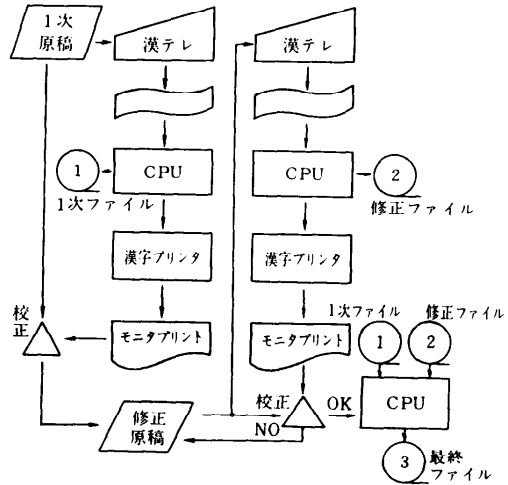 1次
原稿
漢テレ
漢テレ
CPU
1
1次ファイル
CPU
2
修正ファイル
漢字プリンタ
漢字プリンタ
校正
モニタプリント
モニタプリント
1次ファイル
修正ファイル
1
2
修正
原稿
校正
OK
NO
CPU
3
最終
ファイル